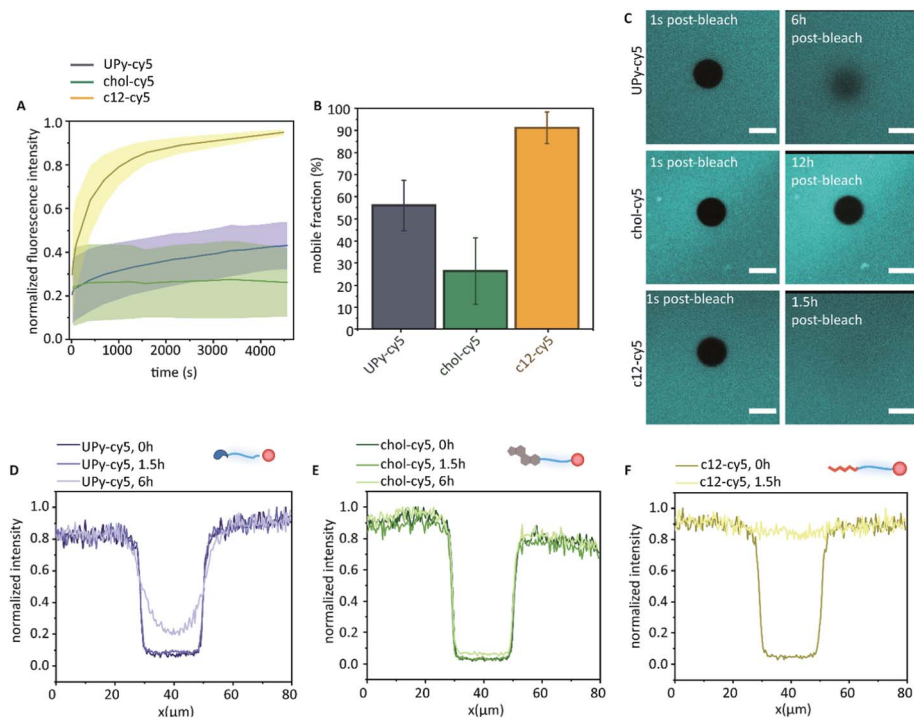 UPy-cy5
chol-cy5
c12-cy5
A
normalized fluorescence intensity
1.0
0.8
0.6
0.4
0.2
0.0
0
1000
2000
3000
4000
time (s)
B
mobile fraction (%)
100
90
80
70
60
50
40
30
20
10
0
UPy-cy5
chol-cy5
c12-cy5
C
UPy-cy5
1s post-bleach
6h
post-bleach
chol-cy5
1s post-bleach
12h
post-bleach
c12-cy5
1s post-bleach
1.5h
post-bleach
UPy-cy5, 0h
UPy-cy5, 1.5h
UPy-cy5, 6h
D
normalized intensity
1.0
0.8
0.6
0.4
0.2
0.0
0
20
40
60
80
x(μm)
chol-cy5, 0h
chol-cy5, 1.5h
chol-cy5, 6h
E
normalized intensity
1.0
0.8
0.6
0.4
0.2
0.0
0
20
40
60
80
x(μm)
c12-cy5, 0h
c12-cy5, 1.5h
F
normalized intensity
1.0
0.8
0.6
0.4
0.2
0.0
0
20
40
60
80
x(μm)